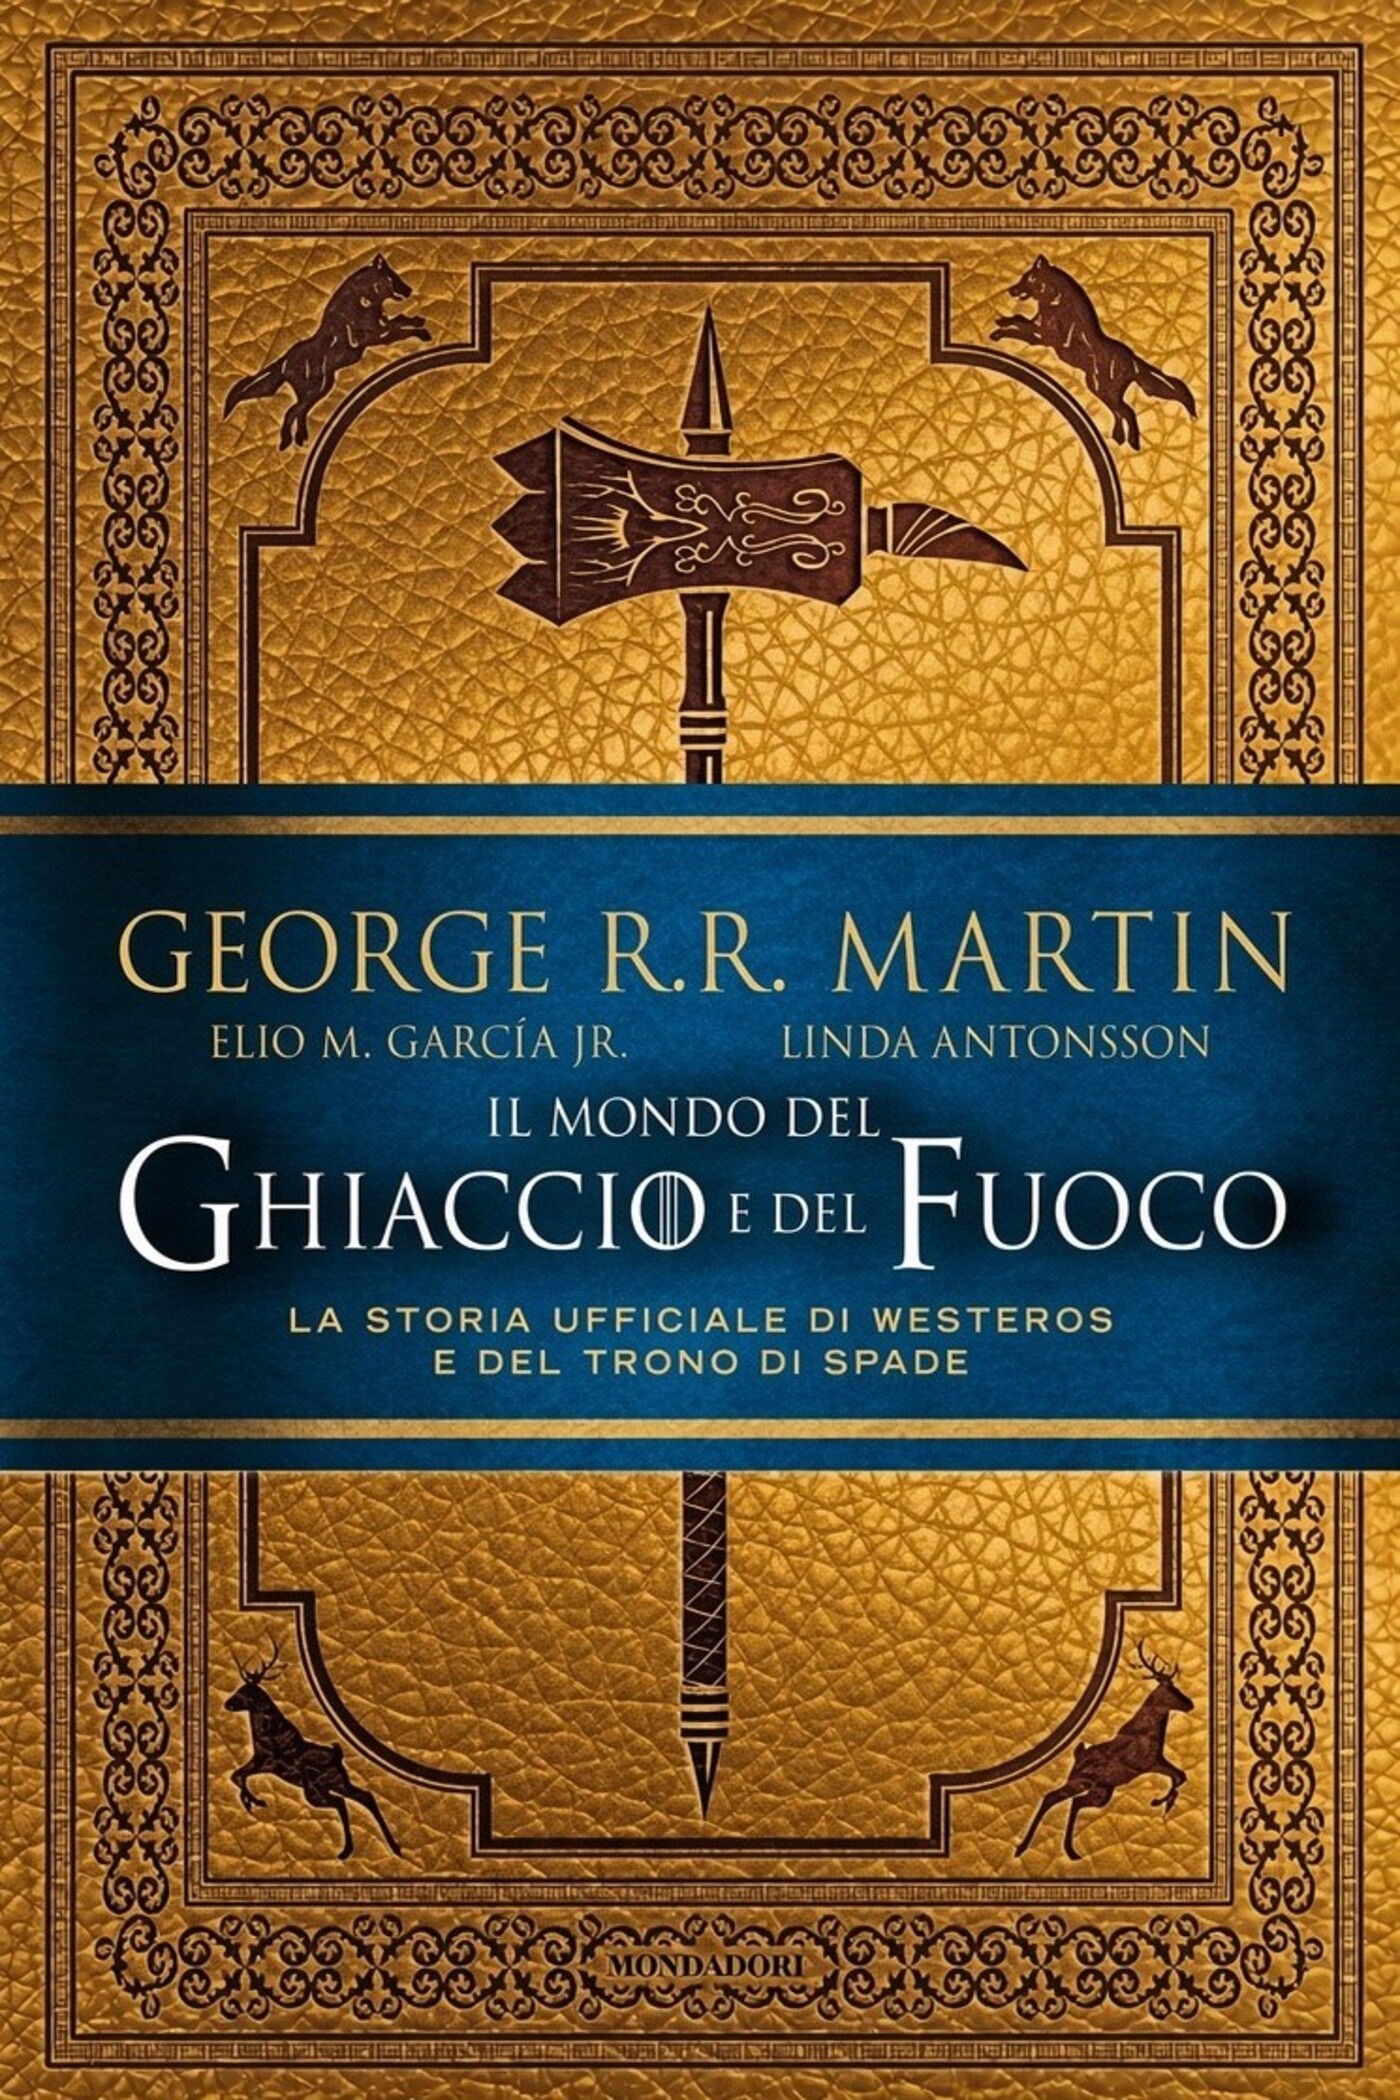 GEORGE R.R. MARTIN
ELIO M. GARCÍA JR. LINDA ANTONSSON
IL MONDO DEL
GHIACCIO E DEL FUOCO
LA STORIA UFFICIALE DI WESTEROS
E DEL TRONO DI SPADE
MONDADORI